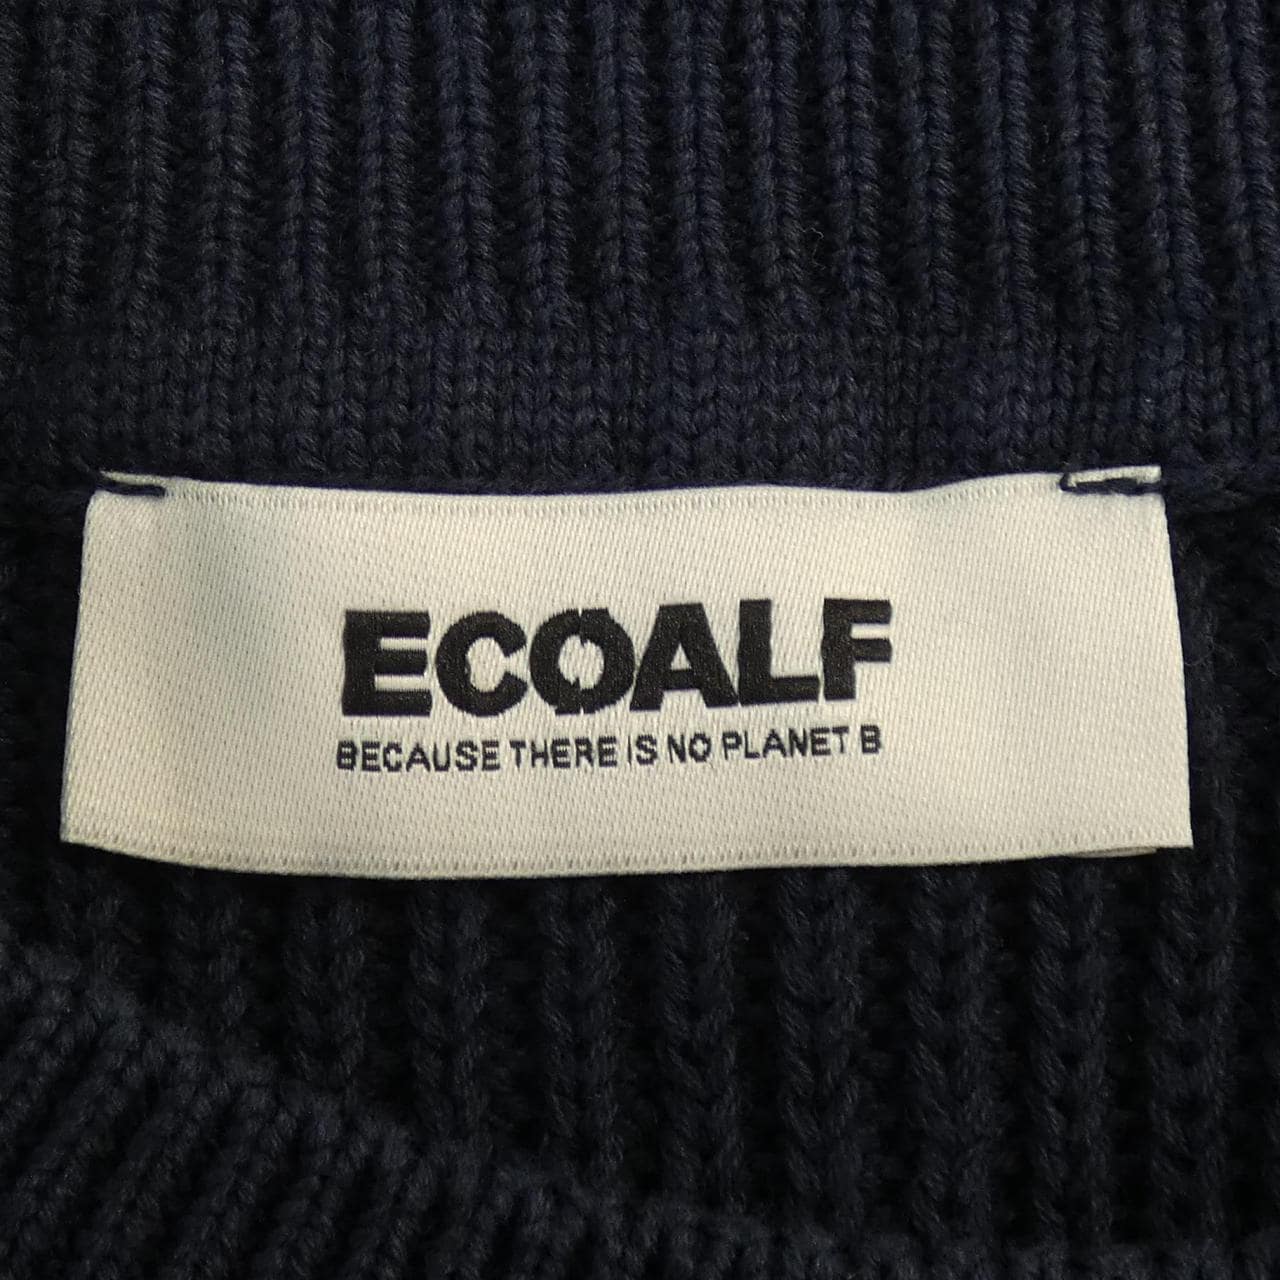 ECOALF
BECAUSE THERE IS NO PLANET B